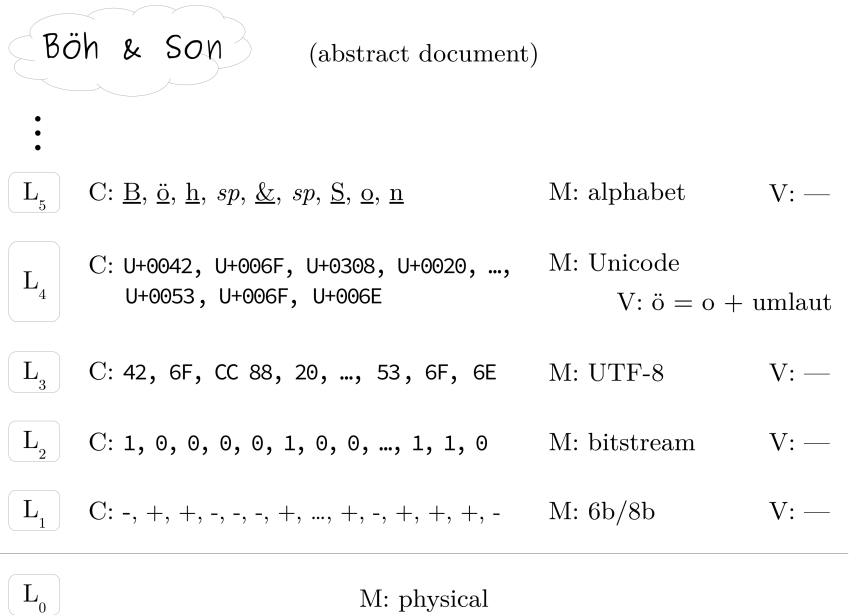 Böh & Son (abstract document)
L5 C: B, ö, h, sp, &, sp, S, o, n M: alphabet V: —
L4 C: U+0042, U+006F, U+0308, U+0020, …, M: Unicode
U+0053, U+006F, U+006E V: ö = o + umlaut
L3 C: 42, 6F, CC 88, 20, …, 53, 6F, 6E M: UTF-8 V: —
L2 C: 1, 0, 0, 0, 0, 1, 0, 0, …, 1, 1, 0 M: bitstream V: —
L1 C: -, +, +, -, -, -, +, …, +, -, +, +, +, - M: 6b/8b V: —
L0 M: physical